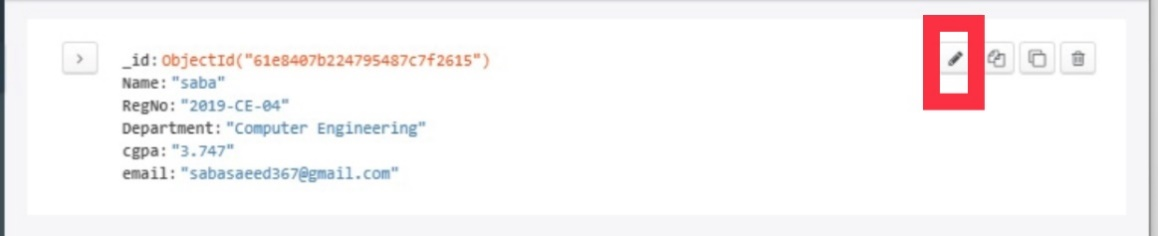 _id: ObjectId("61e8407b224795487c7f2615")
Name: "saba"
RegNo: "2019-CE-04"
Department: "Computer Engineering"
cgpa: "3.747"
email: "sabasaeed367@gmail.com"